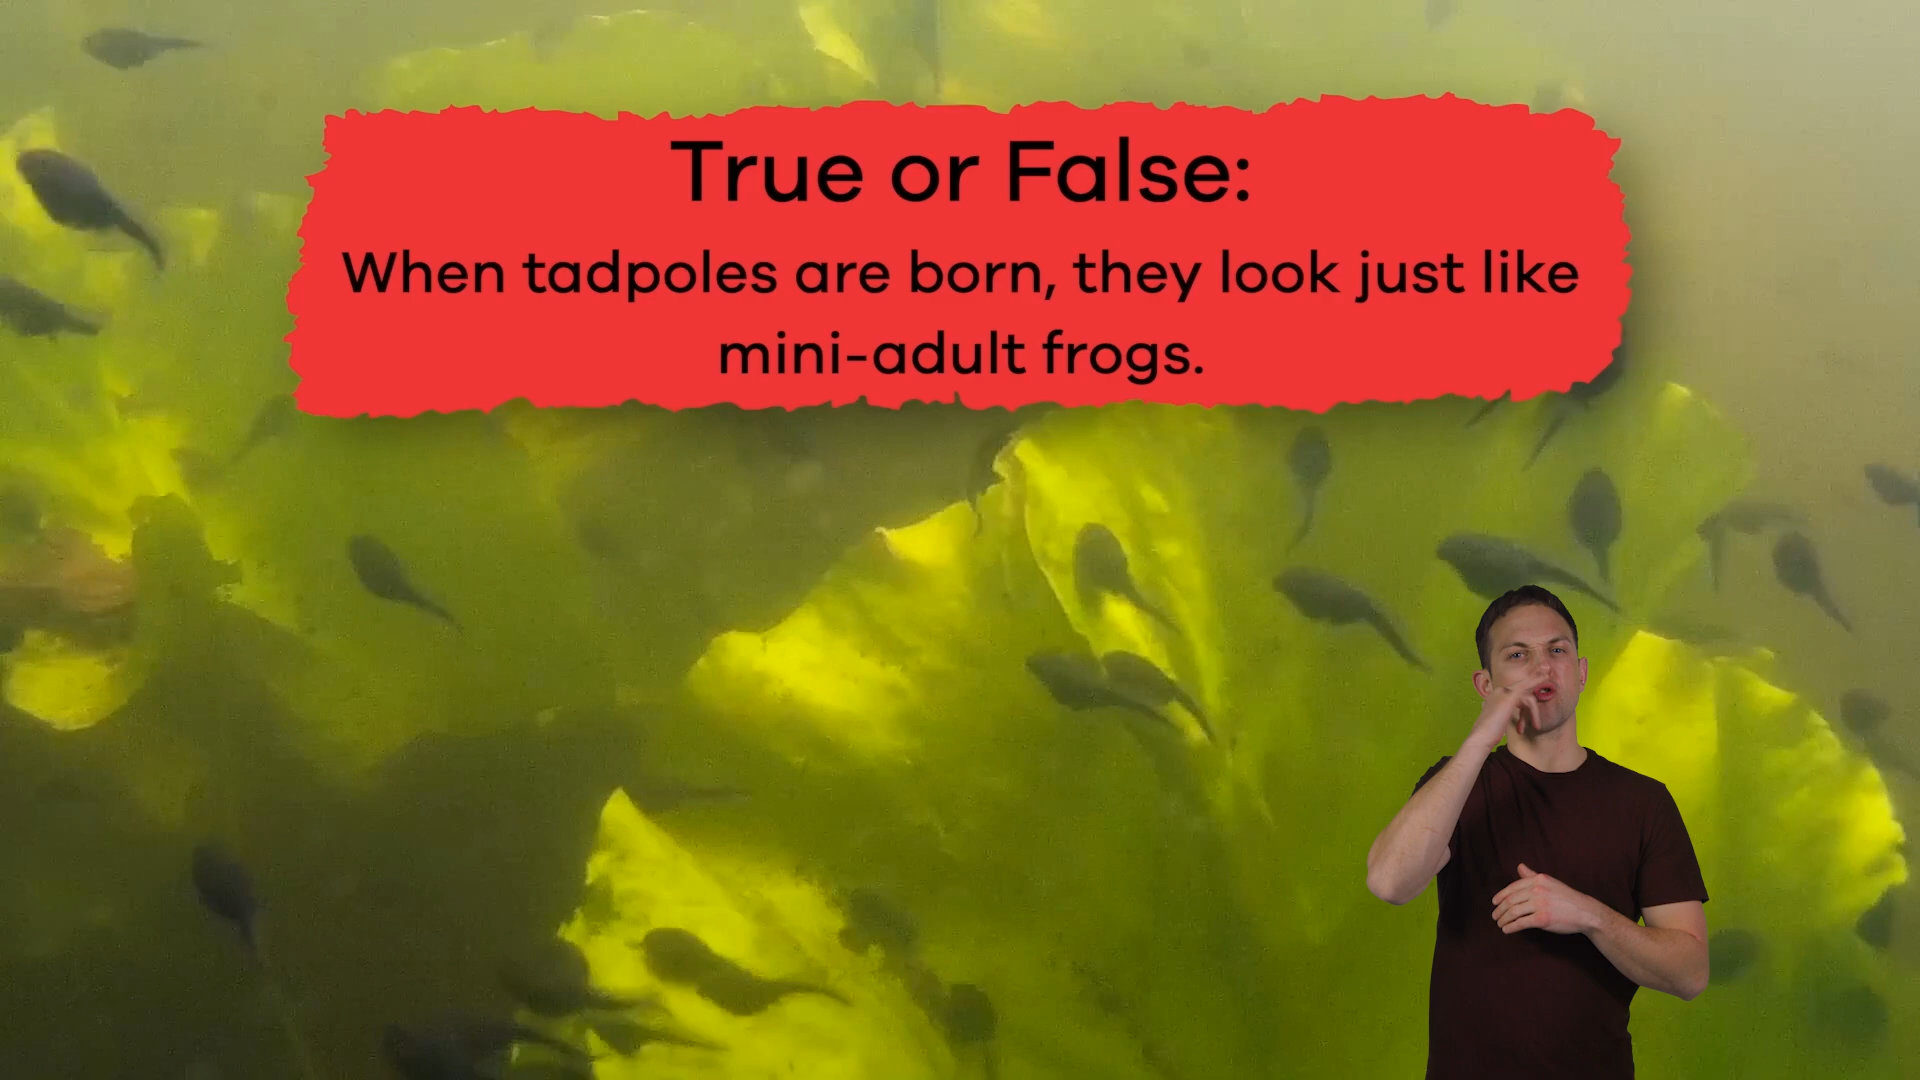 True or False:
When tadpoles are born, they look just like
mini-adult frogs.